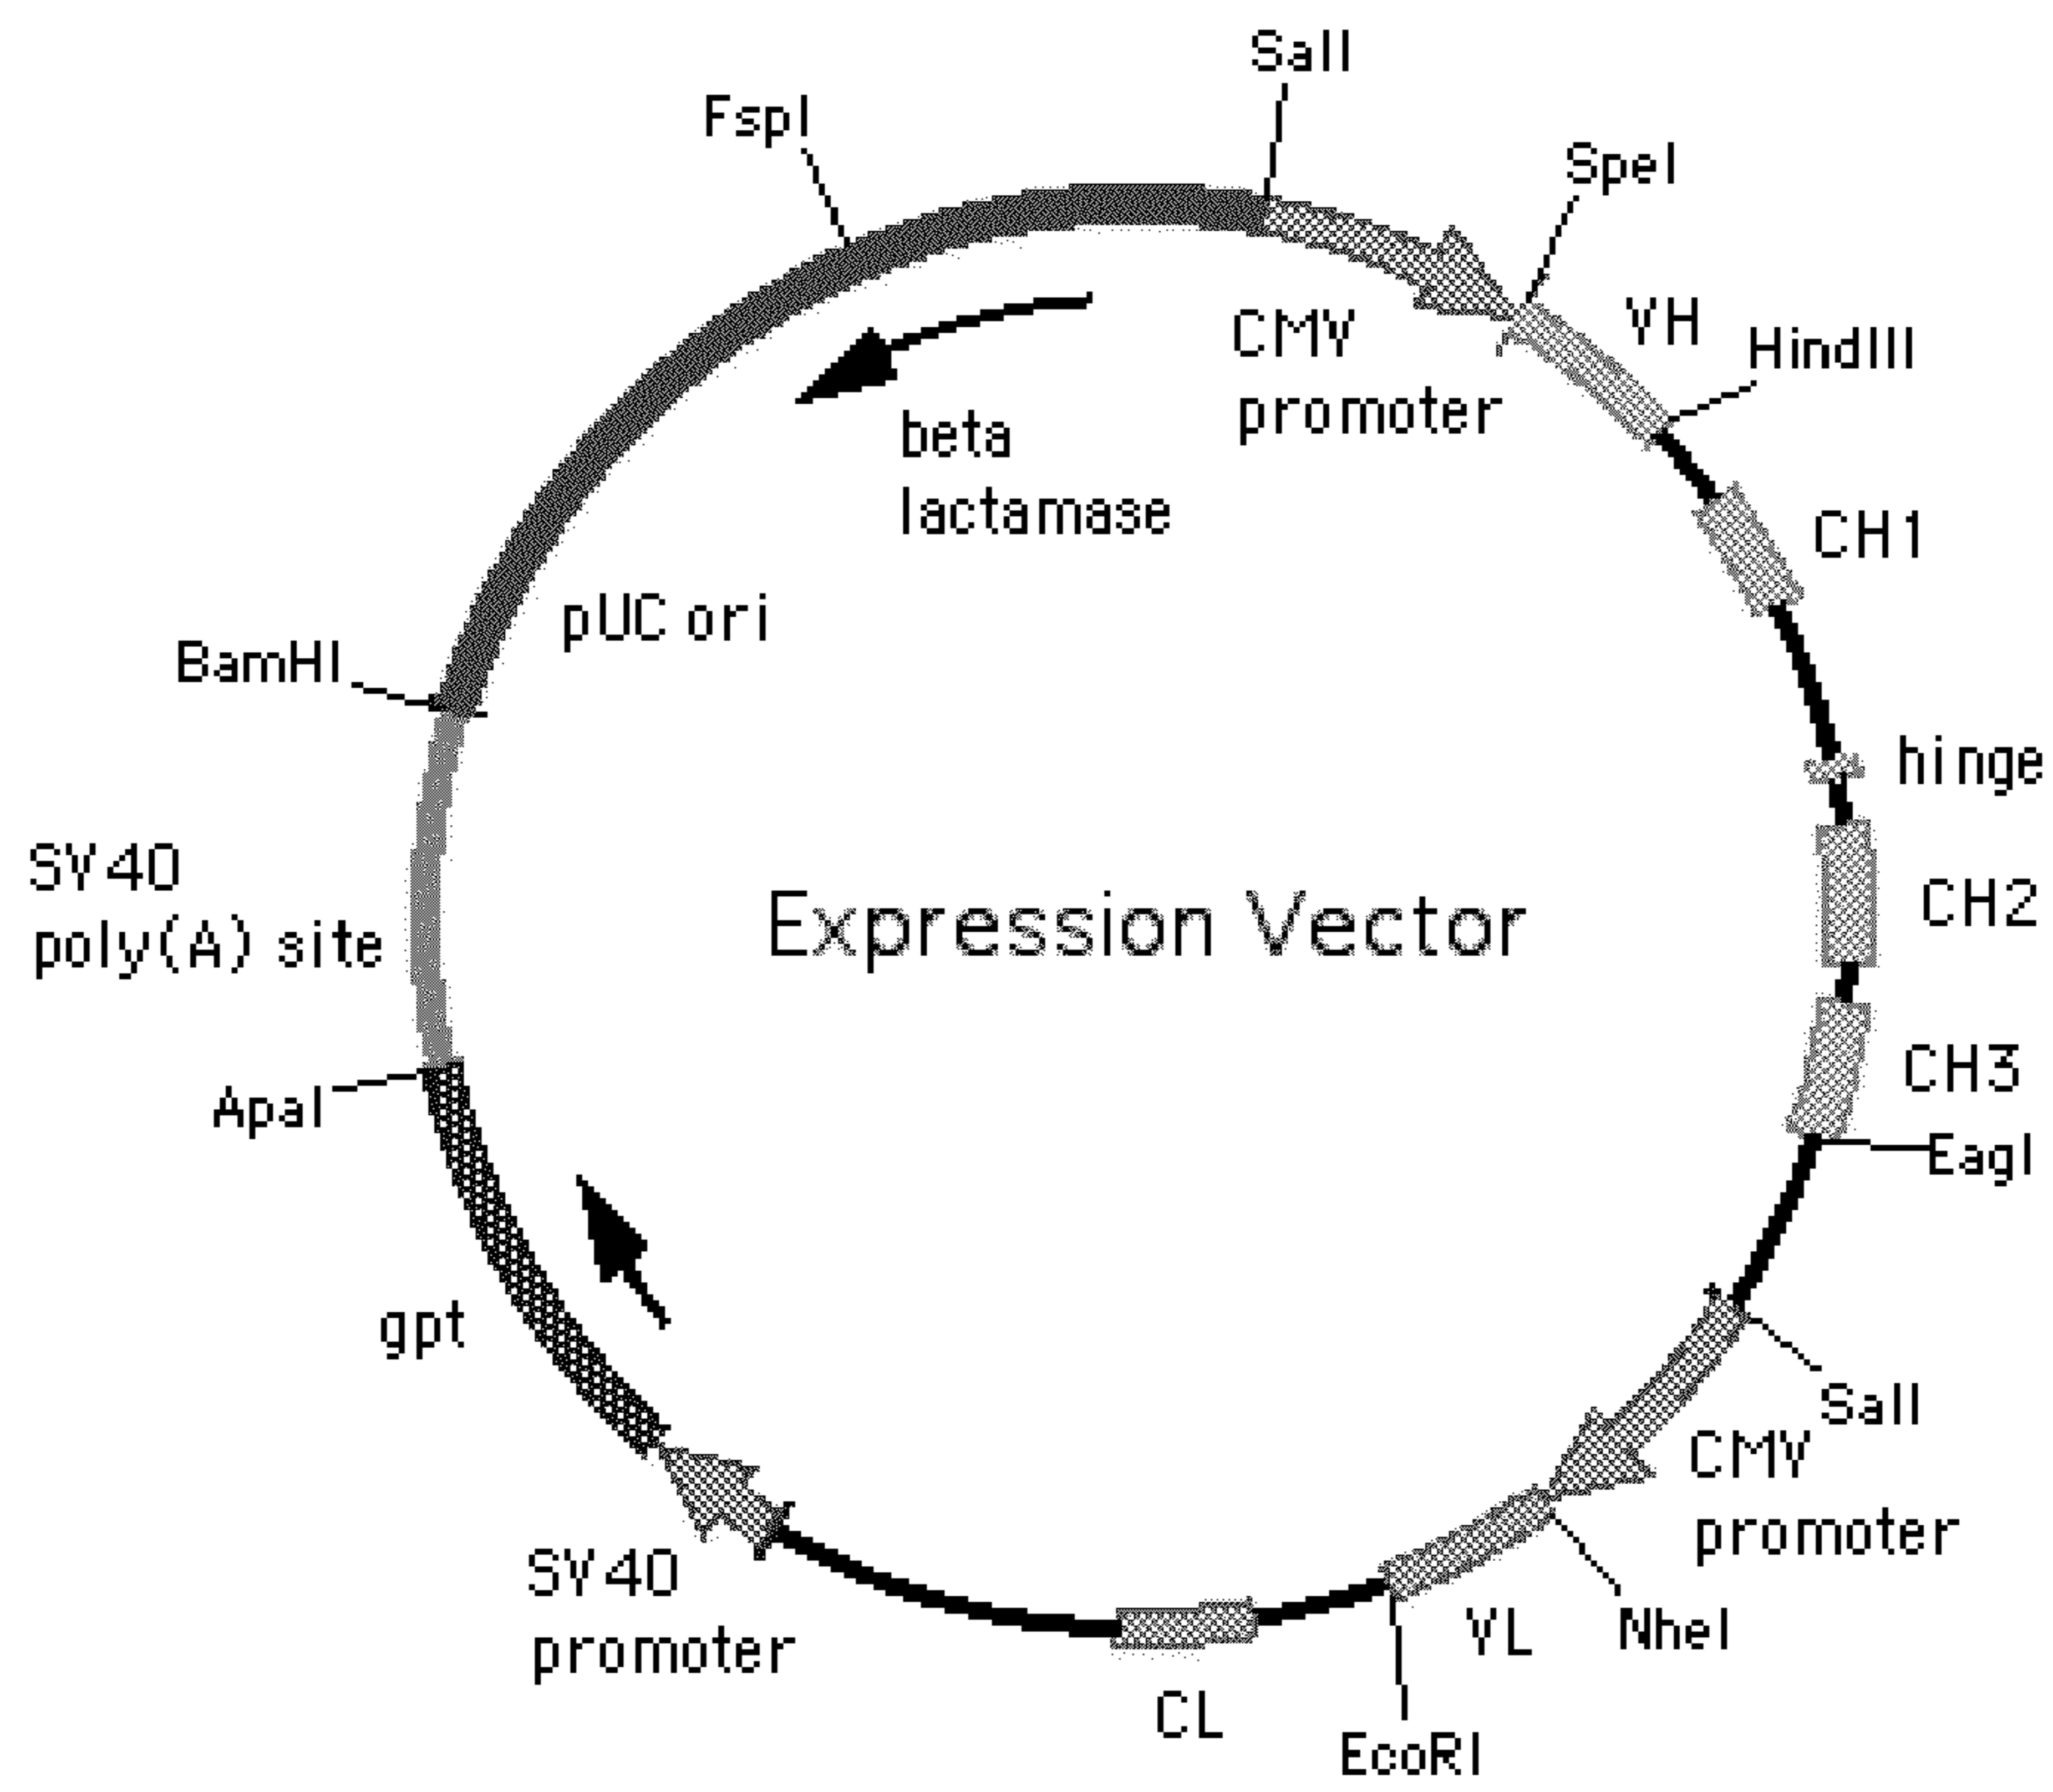 SalI
FspI
SpeI
VH
HindIII
CMV
promoter
beta
lactamase
CH1
pUC ori
BamHI
hinge
SV40
poly(A) site
Expression Vector
CH2
CH3
ApaI
EagI
gpt
SalI
CMV
promoter
SV40
promoter
VL
NheI
CL
EcoRI